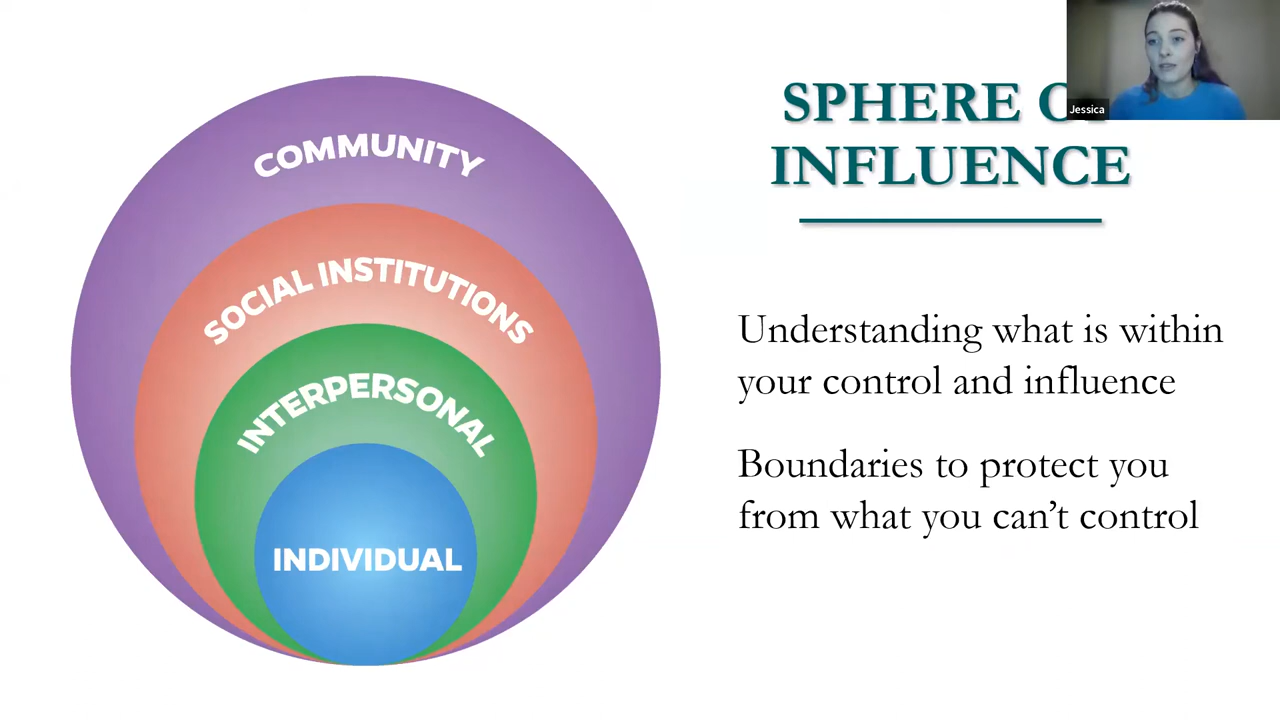 COMMUNITY
SOCIAL INSTITUTIONS
INTERPERSONAL
INDIVIDUAL
SPHERE
INFLUENCE
Understanding what is within
your control and influence
Boundaries to protect you
from what you can’t control
Jessica